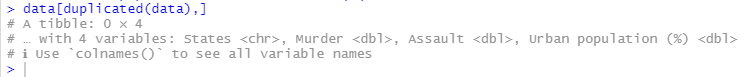 > data[duplicated(data),]
# A tibble: 0 × 4
# … with 4 variables: States <chr>, Murder <dbl>, Assault <dbl>, Urban population (%) <dbl>
# ℹ Use `colnames()` to see all variable names
>